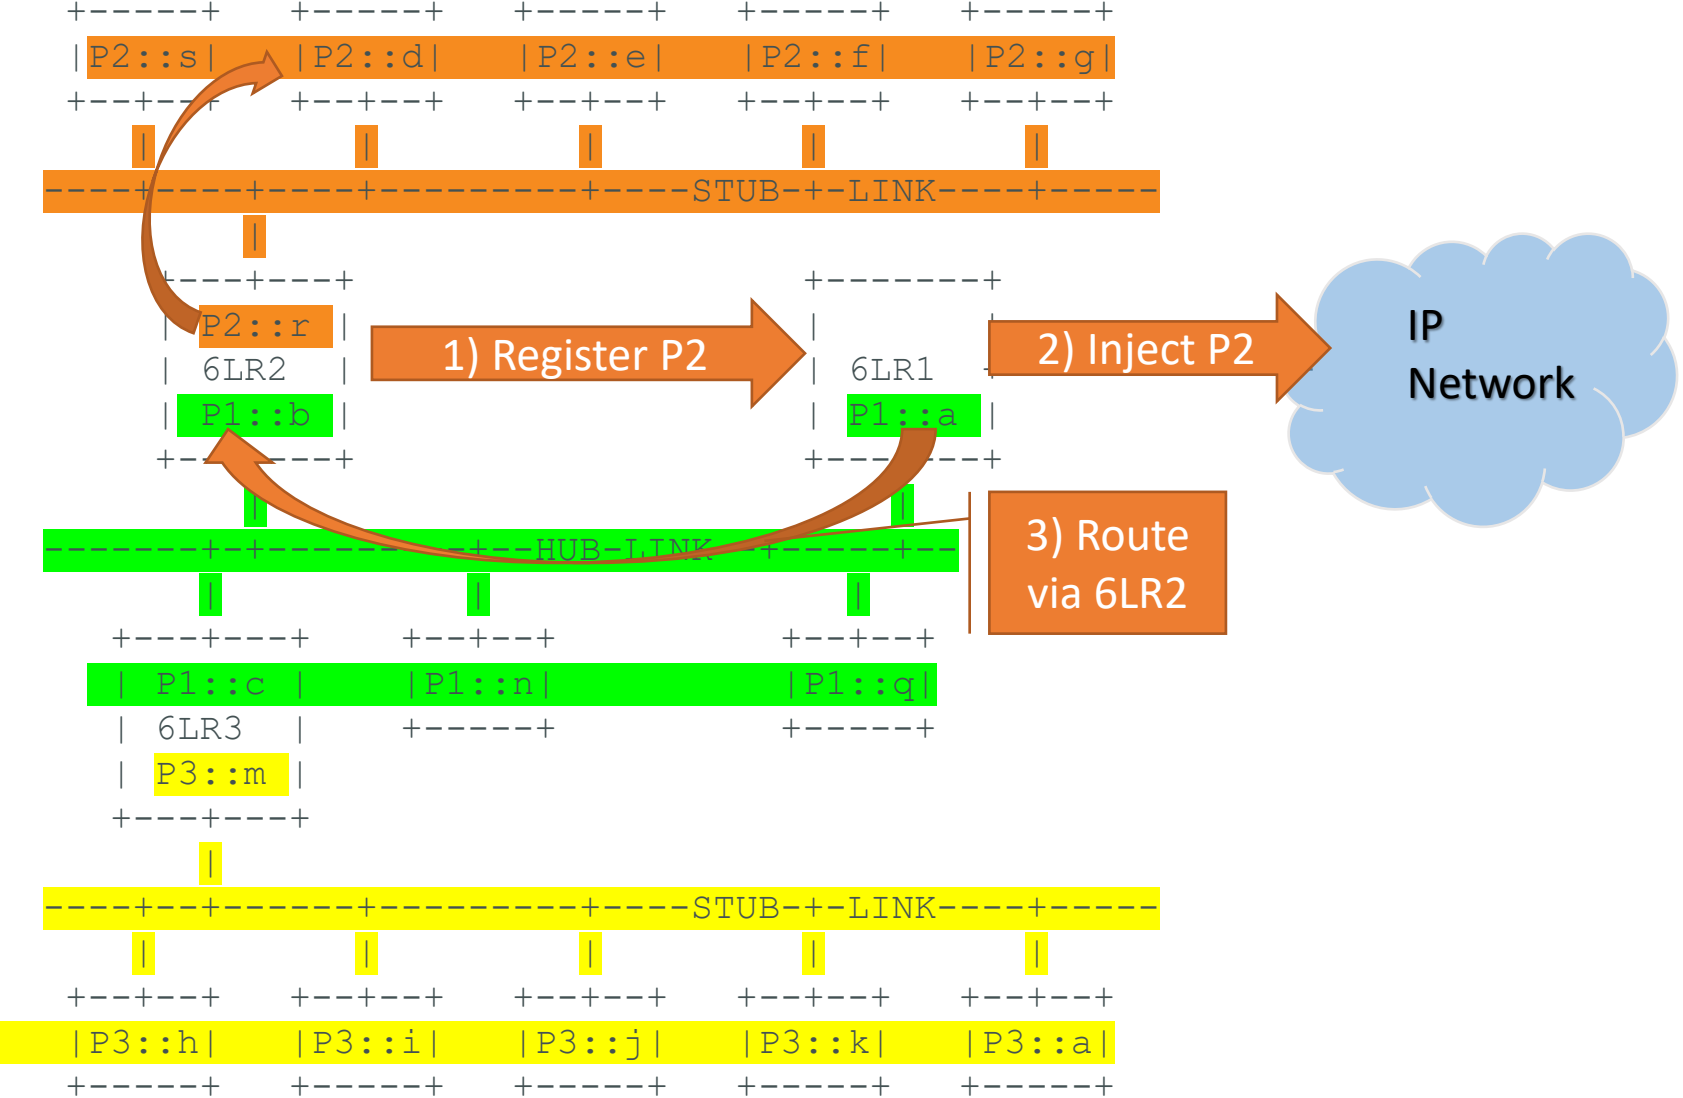 +-----+   +-----+   +-----+   +-----+   +-----+
|P2::s|   |P2::d|   |P2::e|   |P2::f|   |P2::g|
+--+--+   +--+--+   +--+--+   +--+--+   +--+--+
|         |         |         |         |
----+----+----+---------+----STUB-+-LINK----+-----
|
+---+---+                    +-------+
| P2::r |                    |
1) Register P2
2) Inject P2
IP
Network
| 6LR2  |                    | 6LR1  +
| P1::b |                    | P1::a |
+-------+                    +-------+
|                            |
3) Route
via 6LR2
-------+-+---------+--HUB-LINK--+-----+--
|           |                |
+---+---+    +--+--+          +--+--+
| P1::c |    |P1::n|          |P1::q|
| 6LR3  |    +-----+          +-----+
| P3::m |
+---+---+
|
----+--+------+---------+----STUB-+-LINK----+-----
|         |         |         |         |
+--+--+   +--+--+   +--+--+   +--+--+   +--+--+
|P3::h|   |P3::i|   |P3::j|   |P3::k|   |P3::a|
+-----+   +-----+   +-----+   +-----+   +-----+